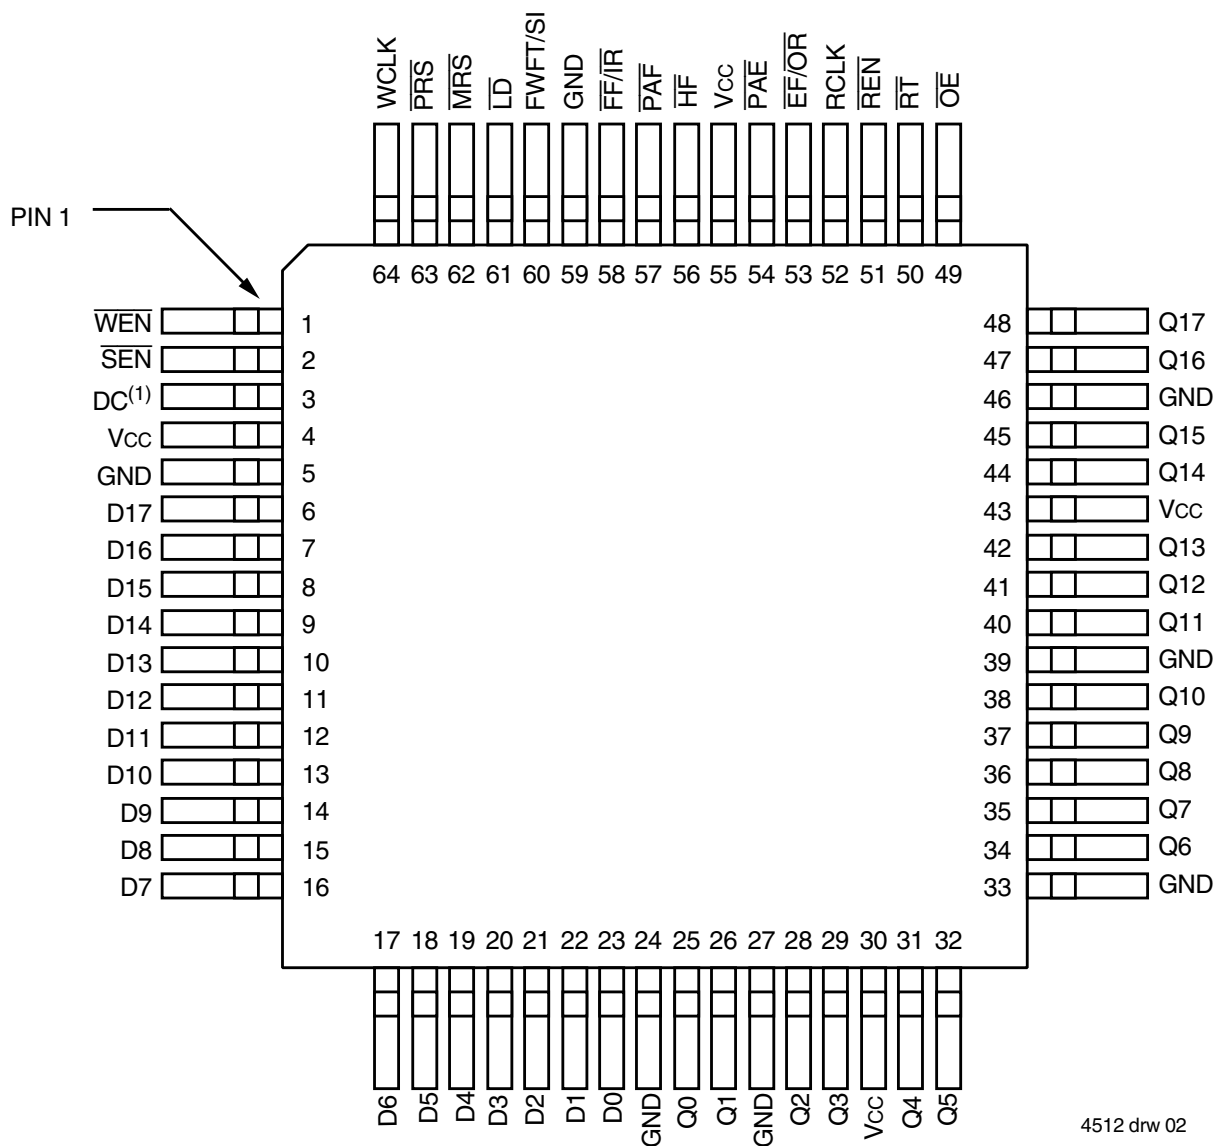 WCLK
PRS
MRS
LD
FWFT/SI
GND
FF/IR
PAF
HF
VCC
PAE
EF/OR
RCLK
REN
RT
OE
PIN 1
64 63 62 61 60 59 58 57 56 55 54 53 52 51 50 49
WEN 1 48 Q17
SEN 2 47 Q16
DC(1) 3 46 GND
VCC 4 45 Q15
GND 5 44 Q14
D17 6 43 VCC
D16 7 42 Q13
D15 8 41 Q12
D14 9 40 Q11
D13 10 39 GND
D12 11 38 Q10
D11 12 37 Q9
D10 13 36 Q8
D9 14 35 Q7
D8 15 34 Q6
D7 16 33 GND
17 18 19 20 21 22 23 24 25 26 27 28 29 30 31 32
D6
D5
D4
D3
D2
D1
D0
GND
Q0
Q1
GND
Q2
Q3
VCC
Q4
Q5
4512 drw 02